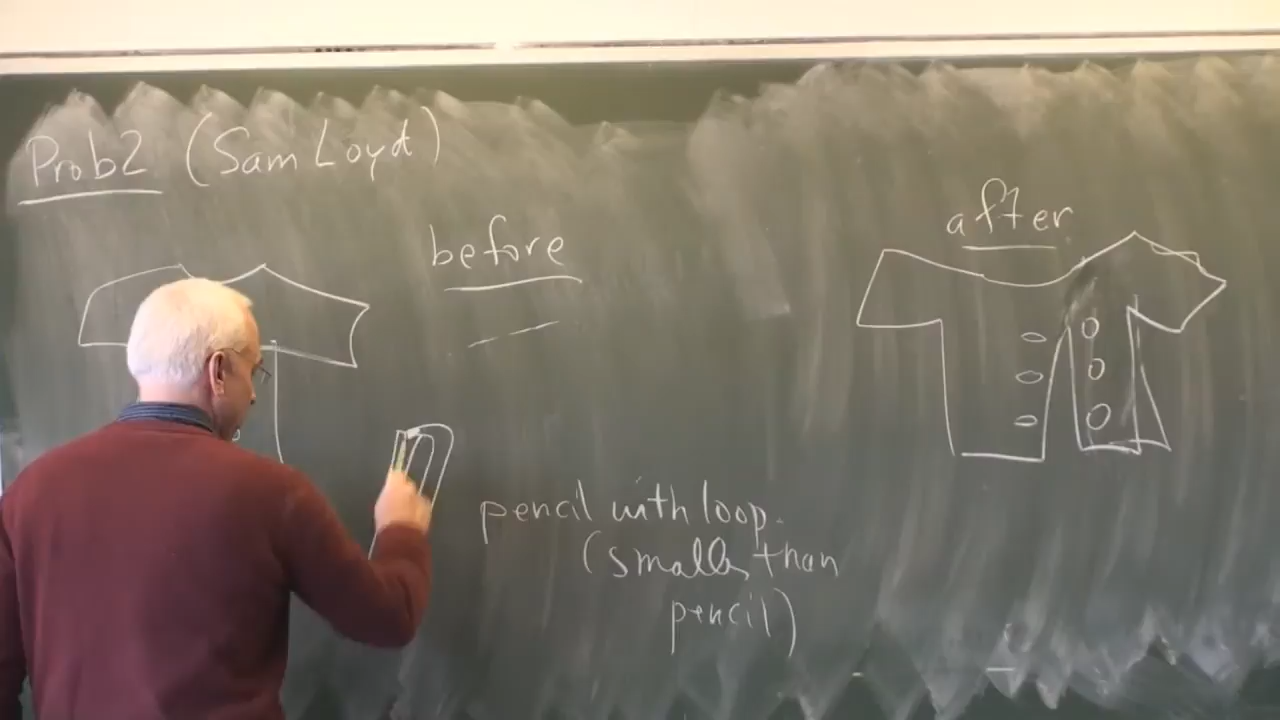 Prob2 (Sam Loyd)
before
after
pencil with loop.
(smaller than
pencil)